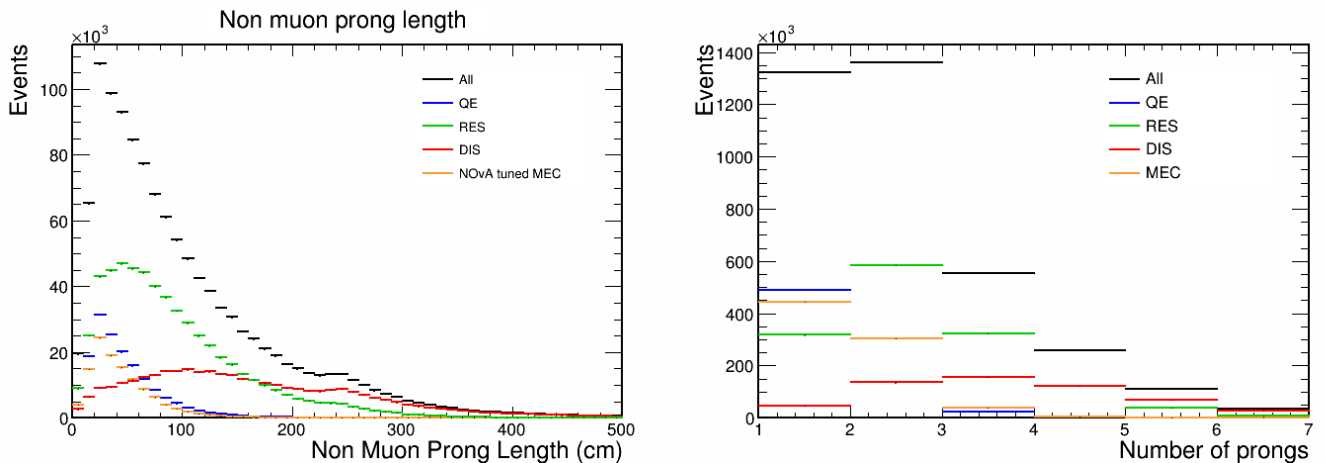 Non muon prong length
×10³
Events
100
80
60
40
20
0
0 100 200 300 400 500
Non Muon Prong Length (cm)
All
QE
RES
DIS
NOvA tuned MEC
×10³
Events
1400
1200
1000
800
600
400
200
0
1 2 3 4 5 6 7
Number of prongs
All
QE
RES
DIS
MEC